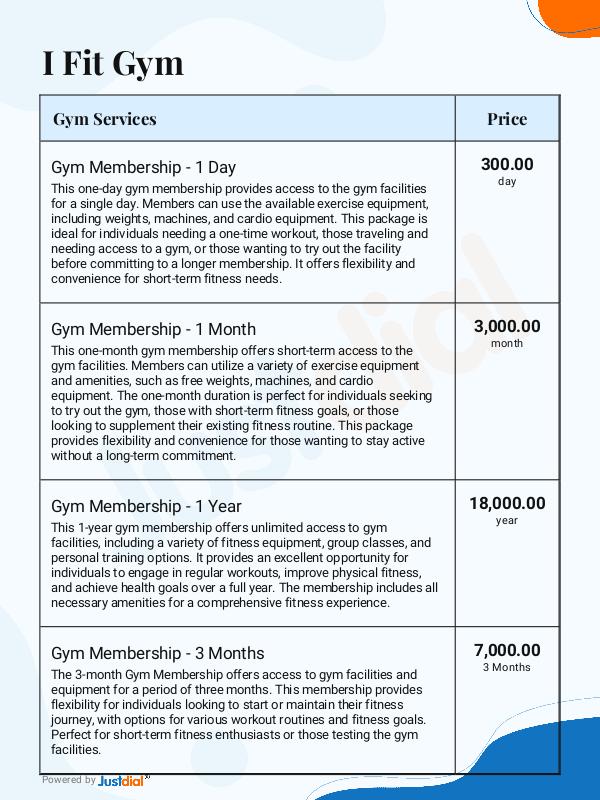 I Fit Gym
Gym Services
Price
Gym Membership - 1 Day
300.00
day
This one-day gym membership provides access to the gym facilities
for a single day. Members can use the available exercise equipment,
including weights, machines, and cardio equipment. This package is
ideal for individuals needing a one-time workout, those traveling and
needing access to a gym, or those wanting to try out the facility
before committing to a longer membership. It offers flexibility and
convenience for short-term fitness needs.
Gym Membership - 1 Month
3,000.00
month
This one-month gym membership offers short-term access to the
gym facilities. Members can utilize a variety of exercise equipment
and amenities, such as free weights, machines, and cardio
equipment. The one-month duration is perfect for individuals seeking
to try out the gym, those with short-term fitness goals, or those
looking to supplement their existing fitness routine. This package
provides flexibility and convenience for those wanting to stay active
without a long-term commitment.
Gym Membership - 1 Year
18,000.00
year
This 1-year gym membership offers unlimited access to gym
facilities, including a variety of fitness equipment, group classes, and
personal training options. It provides an excellent opportunity for
individuals to engage in regular workouts, improve physical fitness,
and achieve health goals over a full year. The membership includes all
necessary amenities for a comprehensive fitness experience.
Gym Membership - 3 Months
7,000.00
3 Months
The 3-month Gym Membership offers access to gym facilities and
equipment for a period of three months. This membership provides
flexibility for individuals looking to start or maintain their fitness
journey, with options for various workout routines and fitness goals.
Perfect for short-term fitness enthusiasts or those testing the gym
facilities.
Powered by Justdial
Justdial